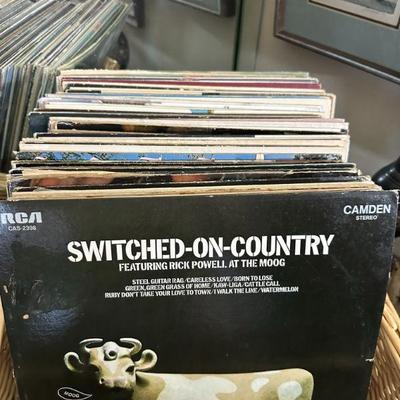 RCA
CAS-2398
CAMDEN
STEREO
SWITCHED-ON-COUNTRY
FEATURING RICK POWELL AT THE MOOG
STEEL GUITAR RAG/CARELESS LOVE/BORN TO LOSE
GREEN, GREEN GRASS OF HOME/KAW-LIGA/CATTLE CALL
RUBY DON'T TAKE YOUR LOVE TO TOWN/I WALK THE LINE/WATERMELON
MOOG